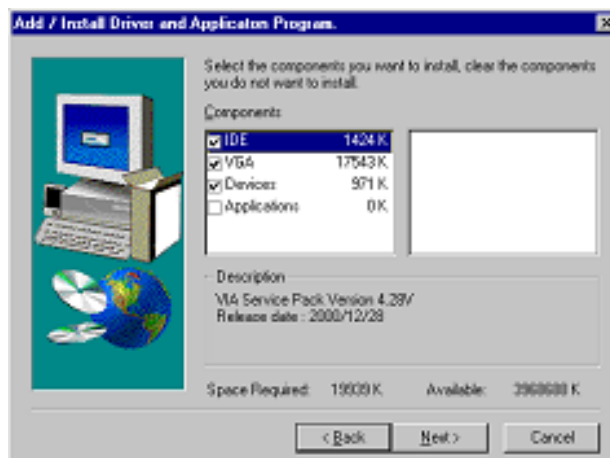 Add / Install Driver and Applicaton Program.
Select the components you want to install, clear the components
you do not want to install.
Components
IDE 1424 K
VGA 17543 K
Devices 971 K
Applications 0 K
Description
VIA Service Pack Version 4.28V
Release date : 2000/12/28
Space Required: 19939 K Available: K
< Back Next > Cancel